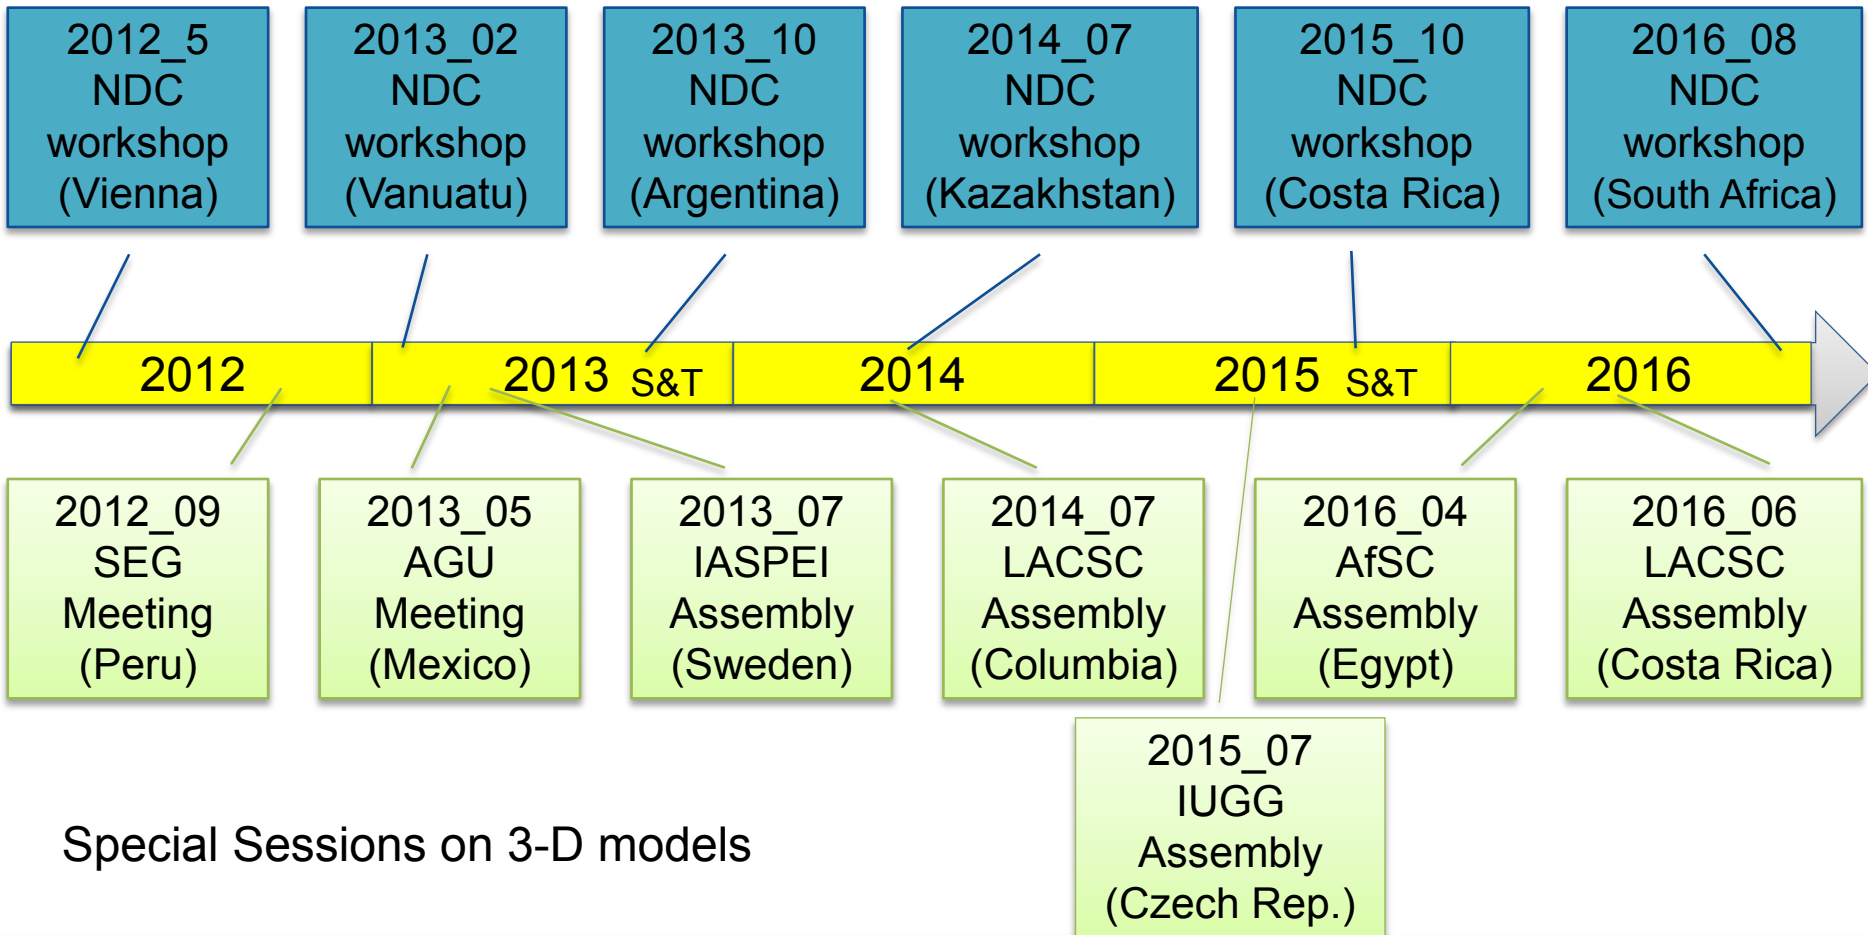 2012_5
NDC
workshop
(Vienna)
2013_02
NDC
workshop
(Vanuatu)
2013_10
NDC
workshop
(Argentina)
2014_07
NDC
workshop
(Kazakhstan)
2015_10
NDC
workshop
(Costa Rica)
2016_08
NDC
workshop
(South Africa)
2012
2013 S&T
2014
2015 S&T
2016
2012_09
SEG
Meeting
(Peru)
2013_05
AGU
Meeting
(Mexico)
2013_07
IASPEI
Assembly
(Sweden)
2014_07
LACSC
Assembly
(Columbia)
2016_04
AfSC
Assembly
(Egypt)
2016_06
LACSC
Assembly
(Costa Rica)
2015_07
IUGG
Assembly
(Czech Rep.)
Special Sessions on 3-D models